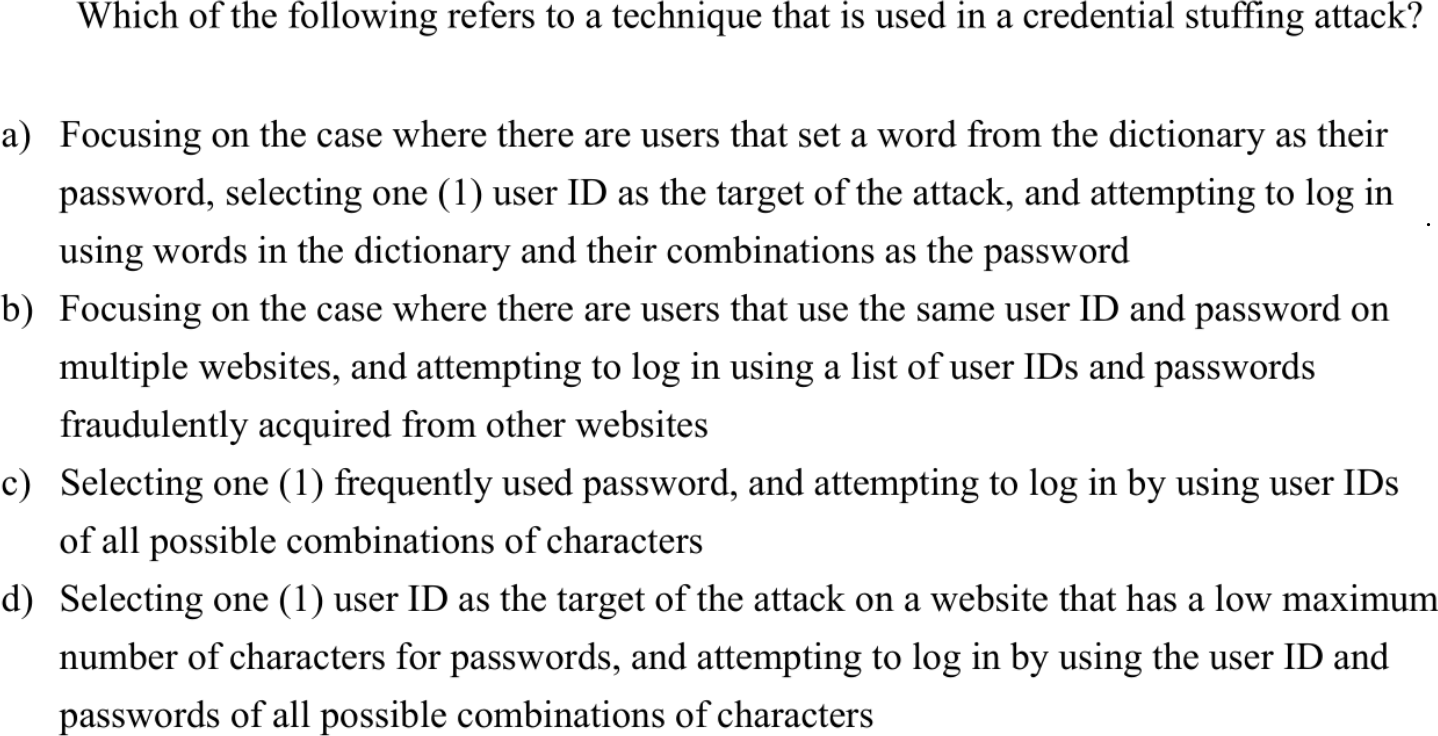 Which of the following refers to a technique that is used in a credential stuffing attack?
a) Focusing on the case where there are users that set a word from the dictionary as their
password, selecting one (1) user ID as the target of the attack, and attempting to log in
using words in the dictionary and their combinations as the password
b) Focusing on the case where there are users that use the same user ID and password on
multiple websites, and attempting to log in using a list of user IDs and passwords
fraudulently acquired from other websites
c) Selecting one (1) frequently used password, and attempting to log in by using user IDs
of all possible combinations of characters
d) Selecting one (1) user ID as the target of the attack on a website that has a low maximum
number of characters for passwords, and attempting to log in by using the user ID and
passwords of all possible combinations of characters